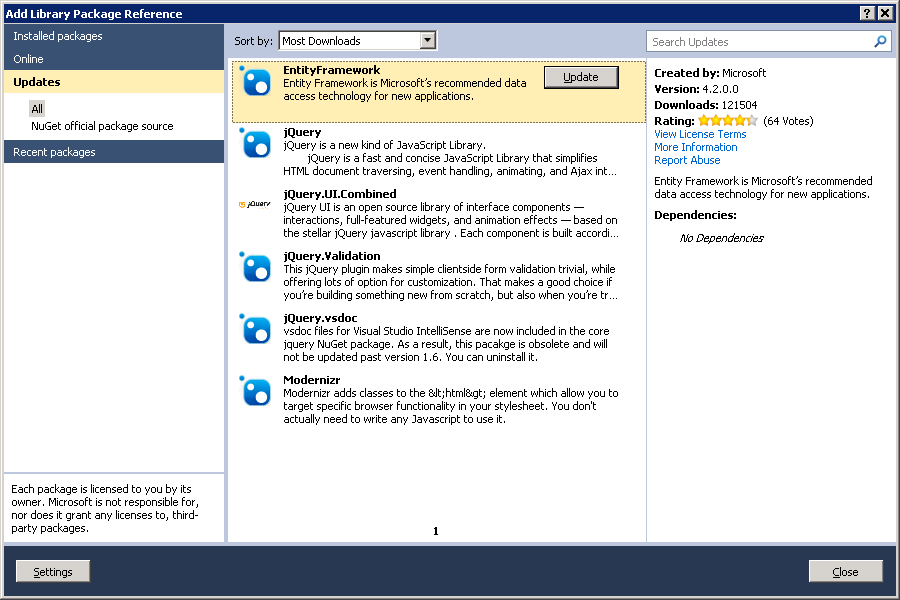 Add Library Package Reference
Installed packages
Online
Updates
All
NuGet official package source
Recent packages
Each package is licensed to you by its
owner. Microsoft is not responsible for,
nor does it grant any licenses to, third-
party packages.
Sort by: Most Downloads
EntityFramework
Entity Framework is Microsoft's recommended data
access technology for new applications.
Update
jQuery
jQuery is a new kind of JavaScript Library.
jQuery is a fast and concise JavaScript Library that simplifies
HTML document traversing, event handling, animating, and Ajax int...
jQuery
jQuery.UI.Combined
jQuery UI is an open source library of interface components —
interactions, full-featured widgets, and animation effects — based on
the stellar jQuery javascript library . Each component is built accordi...
jQuery.Validation
This jQuery plugin makes simple clientside form validation trivial, while
offering lots of option for customization. That makes a good choice if
you're building something new from scratch, but also when you're tr...
jQuery.vsdoc
vsdoc files for Visual Studio IntelliSense are now included in the core
jquery NuGet package. As a result, this pacakge is obsolete and will
not be updated past version 1.6. You can uninstall it.
Modernizr
Modernizr adds classes to the &lt;html&gt; element which allow you to
target specific browser functionality in your stylesheet. You don't
actually need to write any Javascript to use it.
1
Search Updates
Created by: Microsoft
Version: 4.2.0.0
Downloads: 121504
Rating: (64 Votes)
View License Terms
More Information
Report Abuse
Entity Framework is Microsoft's recommended
data access technology for new applications.
Dependencies:
No Dependencies
Settings
Close